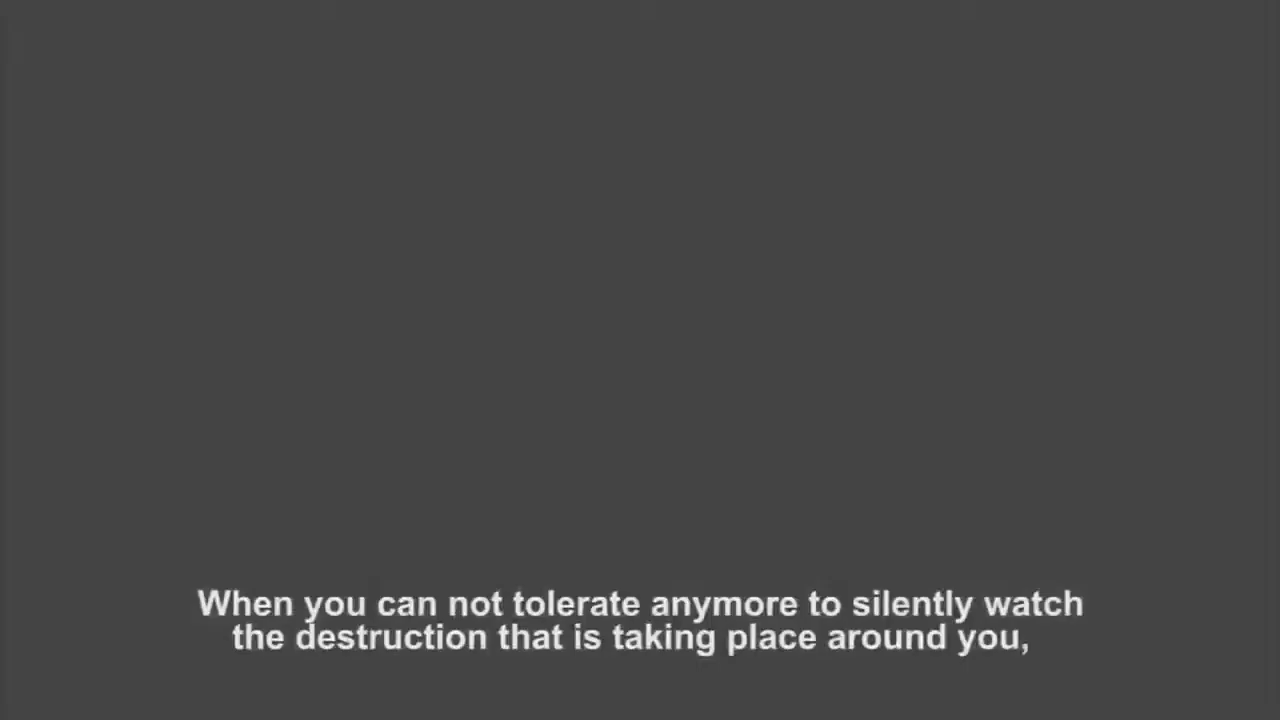 When you can not tolerate anymore to silently watch
the destruction that is taking place around you,